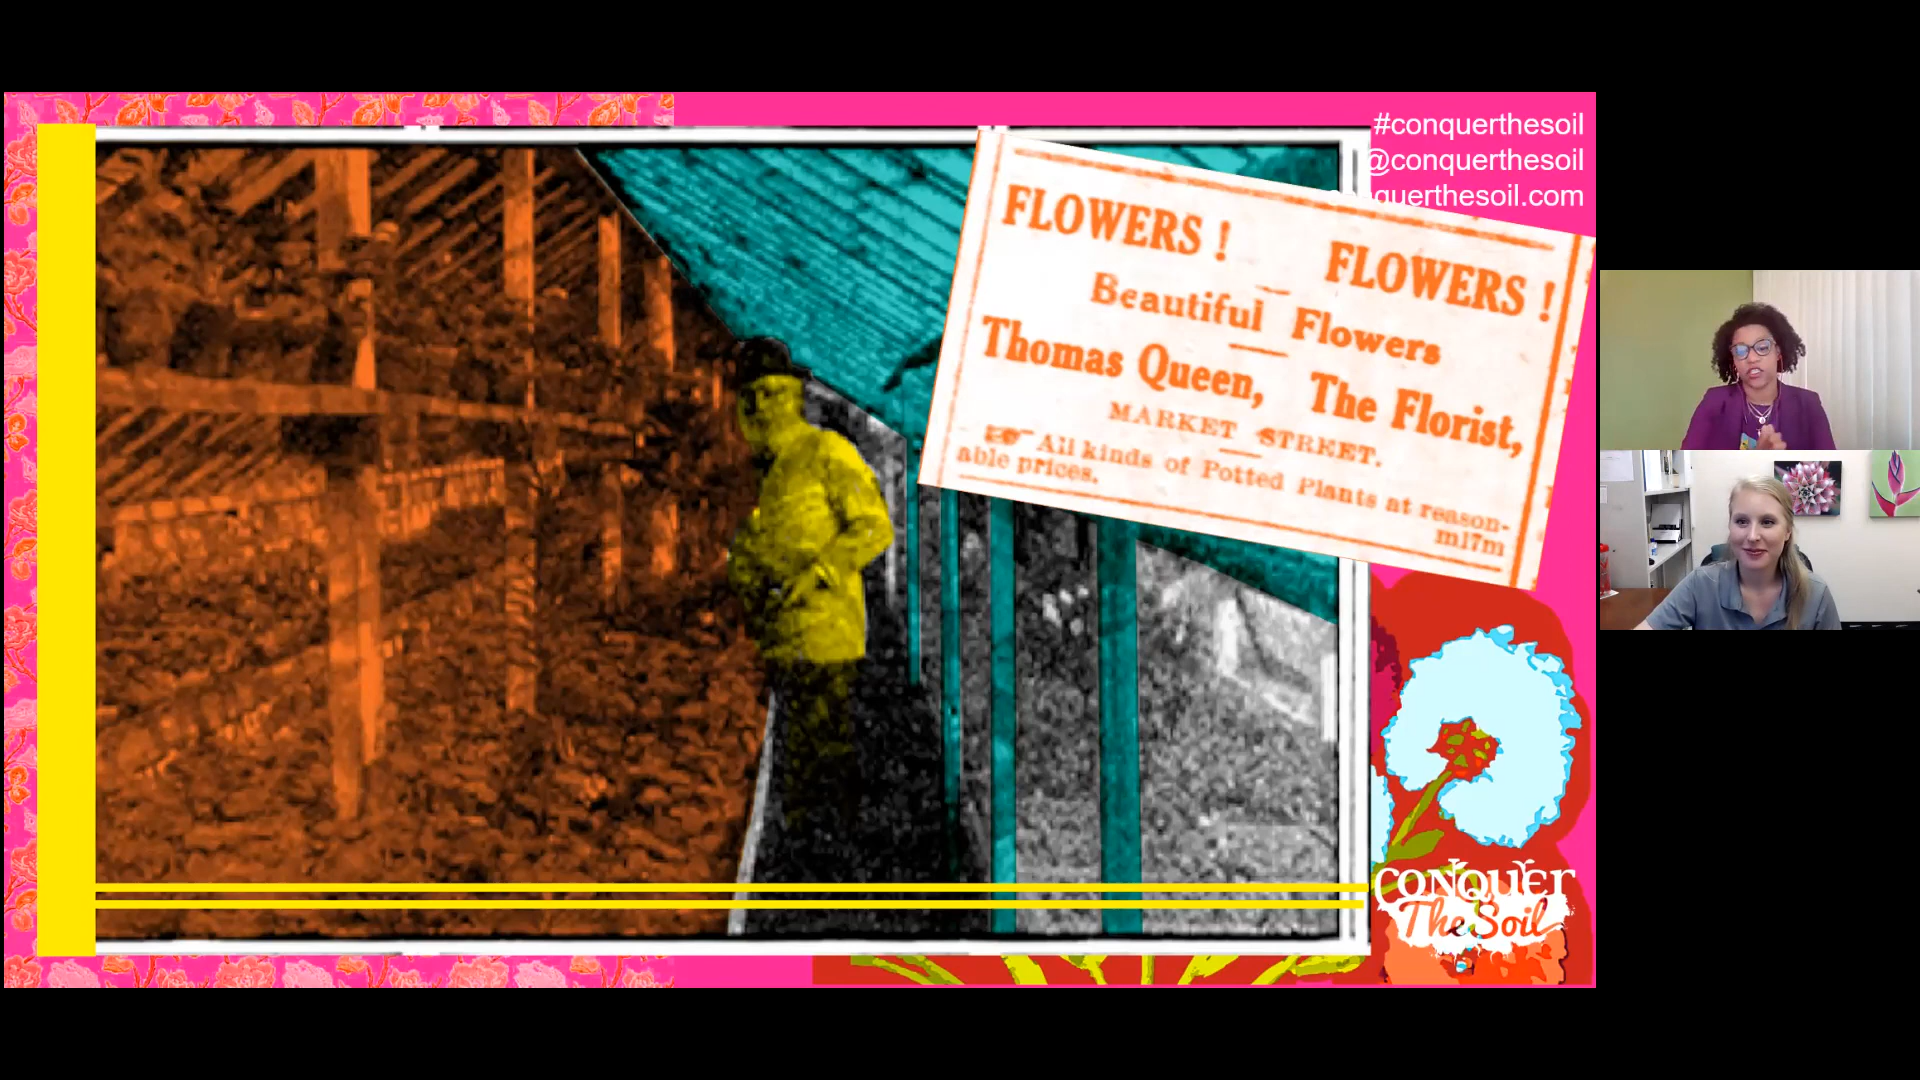 #conquerthesoil
@conquerthesoil
conquerthesoil.com
FLOWERS! FLOWERS!
Beautiful Flowers
Thomas Queen, The Florist,
MARKET STREET.
All kinds of Potted Plants at reason-
able prices.
m17m
CONQUER
The Soil